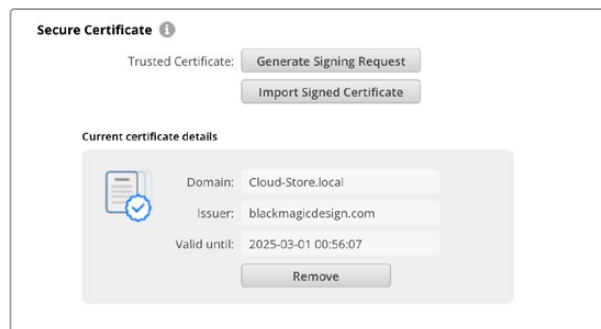 Secure Certificate
Trusted Certificate: Generate Signing Request
Import Signed Certificate
Current certificate details
Domain: Cloud-Store.local
Issuer: blackmagicdesign.com
Valid until: 2025-03-01 00:56:07
Remove